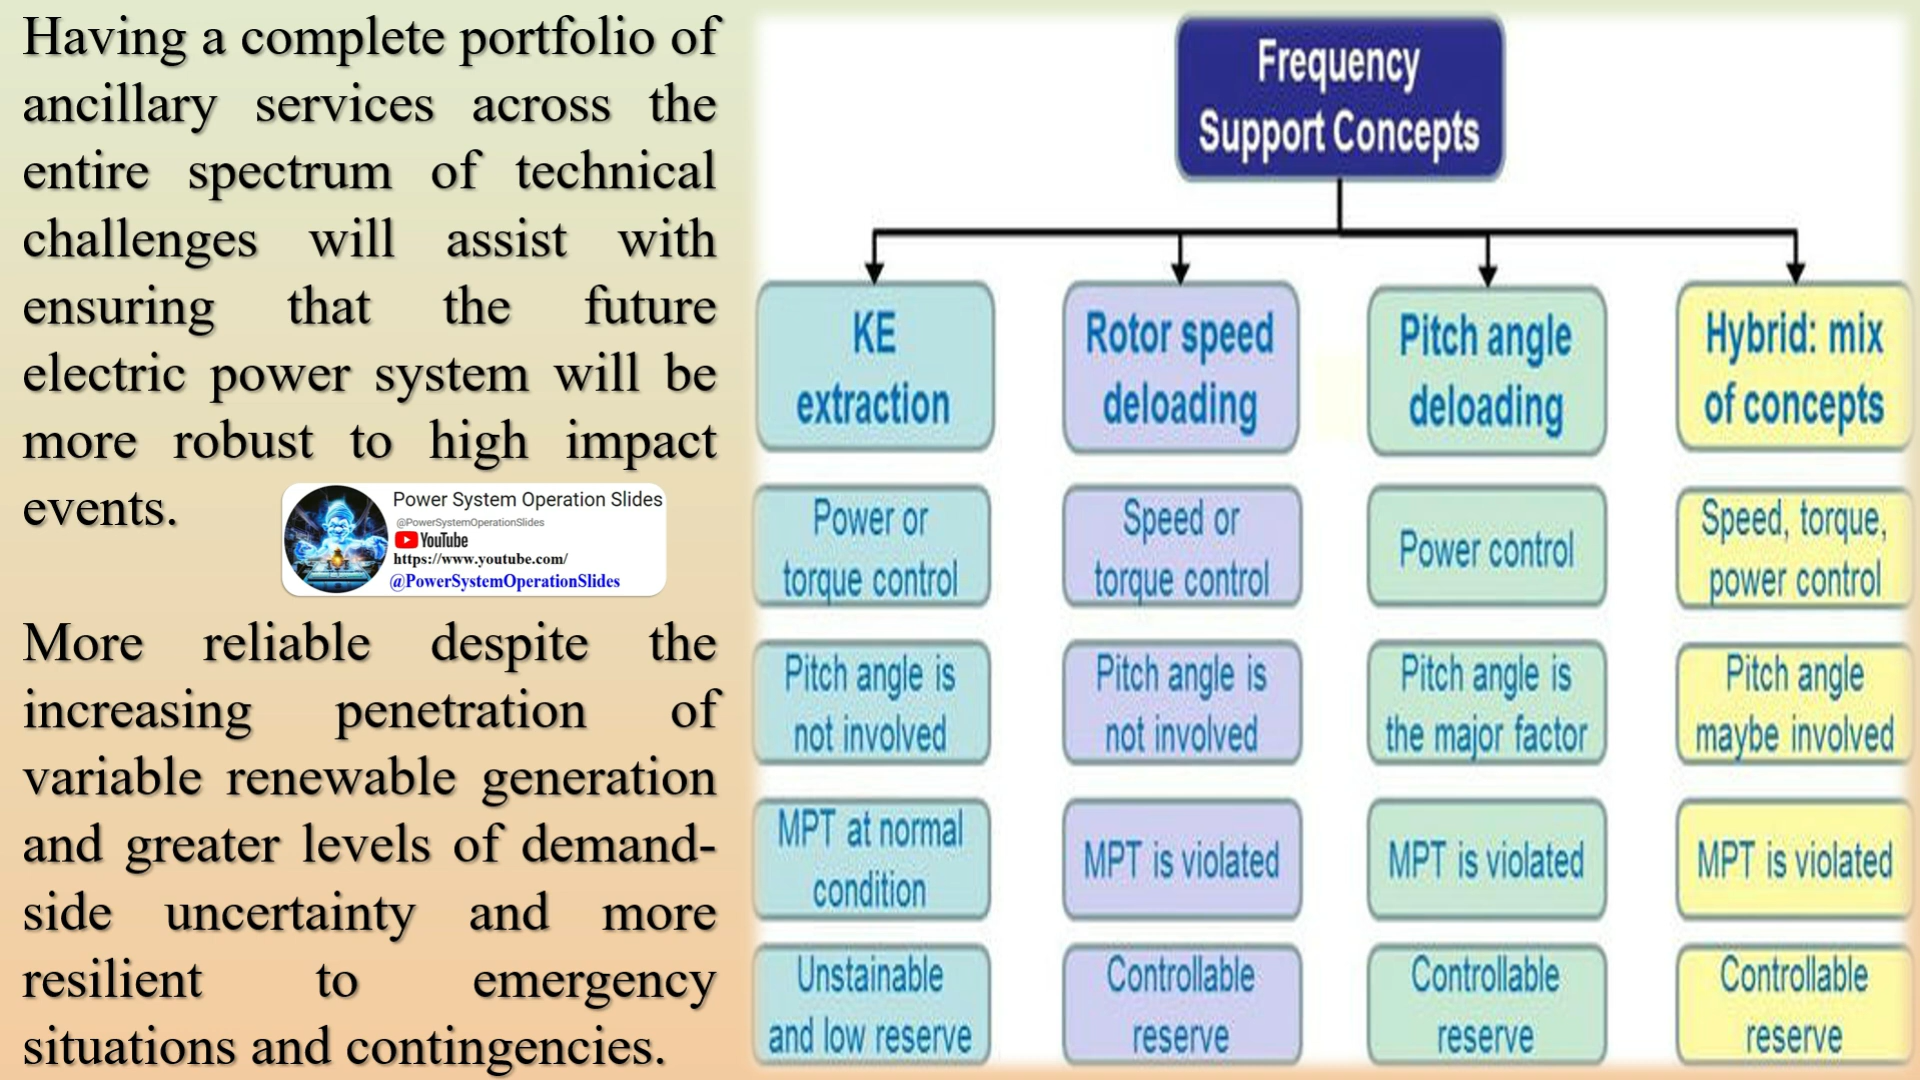 Having a complete portfolio of
ancillary services across the
entire spectrum of technical
challenges will assist with
ensuring that the future
electric power system will be
more robust to high impact
events.
Power System Operation Slides
@PowerSystemOperationSlides
YouTube
https://www.youtube.com/
@PowerSystemOperationSlides
More reliable despite the
increasing penetration of
variable renewable generation
and greater levels of demand-
side uncertainty and more
resilient to emergency
situations and contingencies.
Frequency
Support Concepts
KE
extraction
Power or
torque control
Pitch angle is
not involved
MPT at normal
condition
Unstainable
and low reserve
Rotor speed
deloading
Speed or
torque control
Pitch angle is
not involved
MPT is violated
Controllable
reserve
Pitch angle
deloading
Power control
Pitch angle is
the major factor
MPT is violated
Controllable
reserve
Hybrid: mix
of concepts
Speed, torque,
power control
Pitch angle
maybe involved
MPT is violated
Controllable
reserve